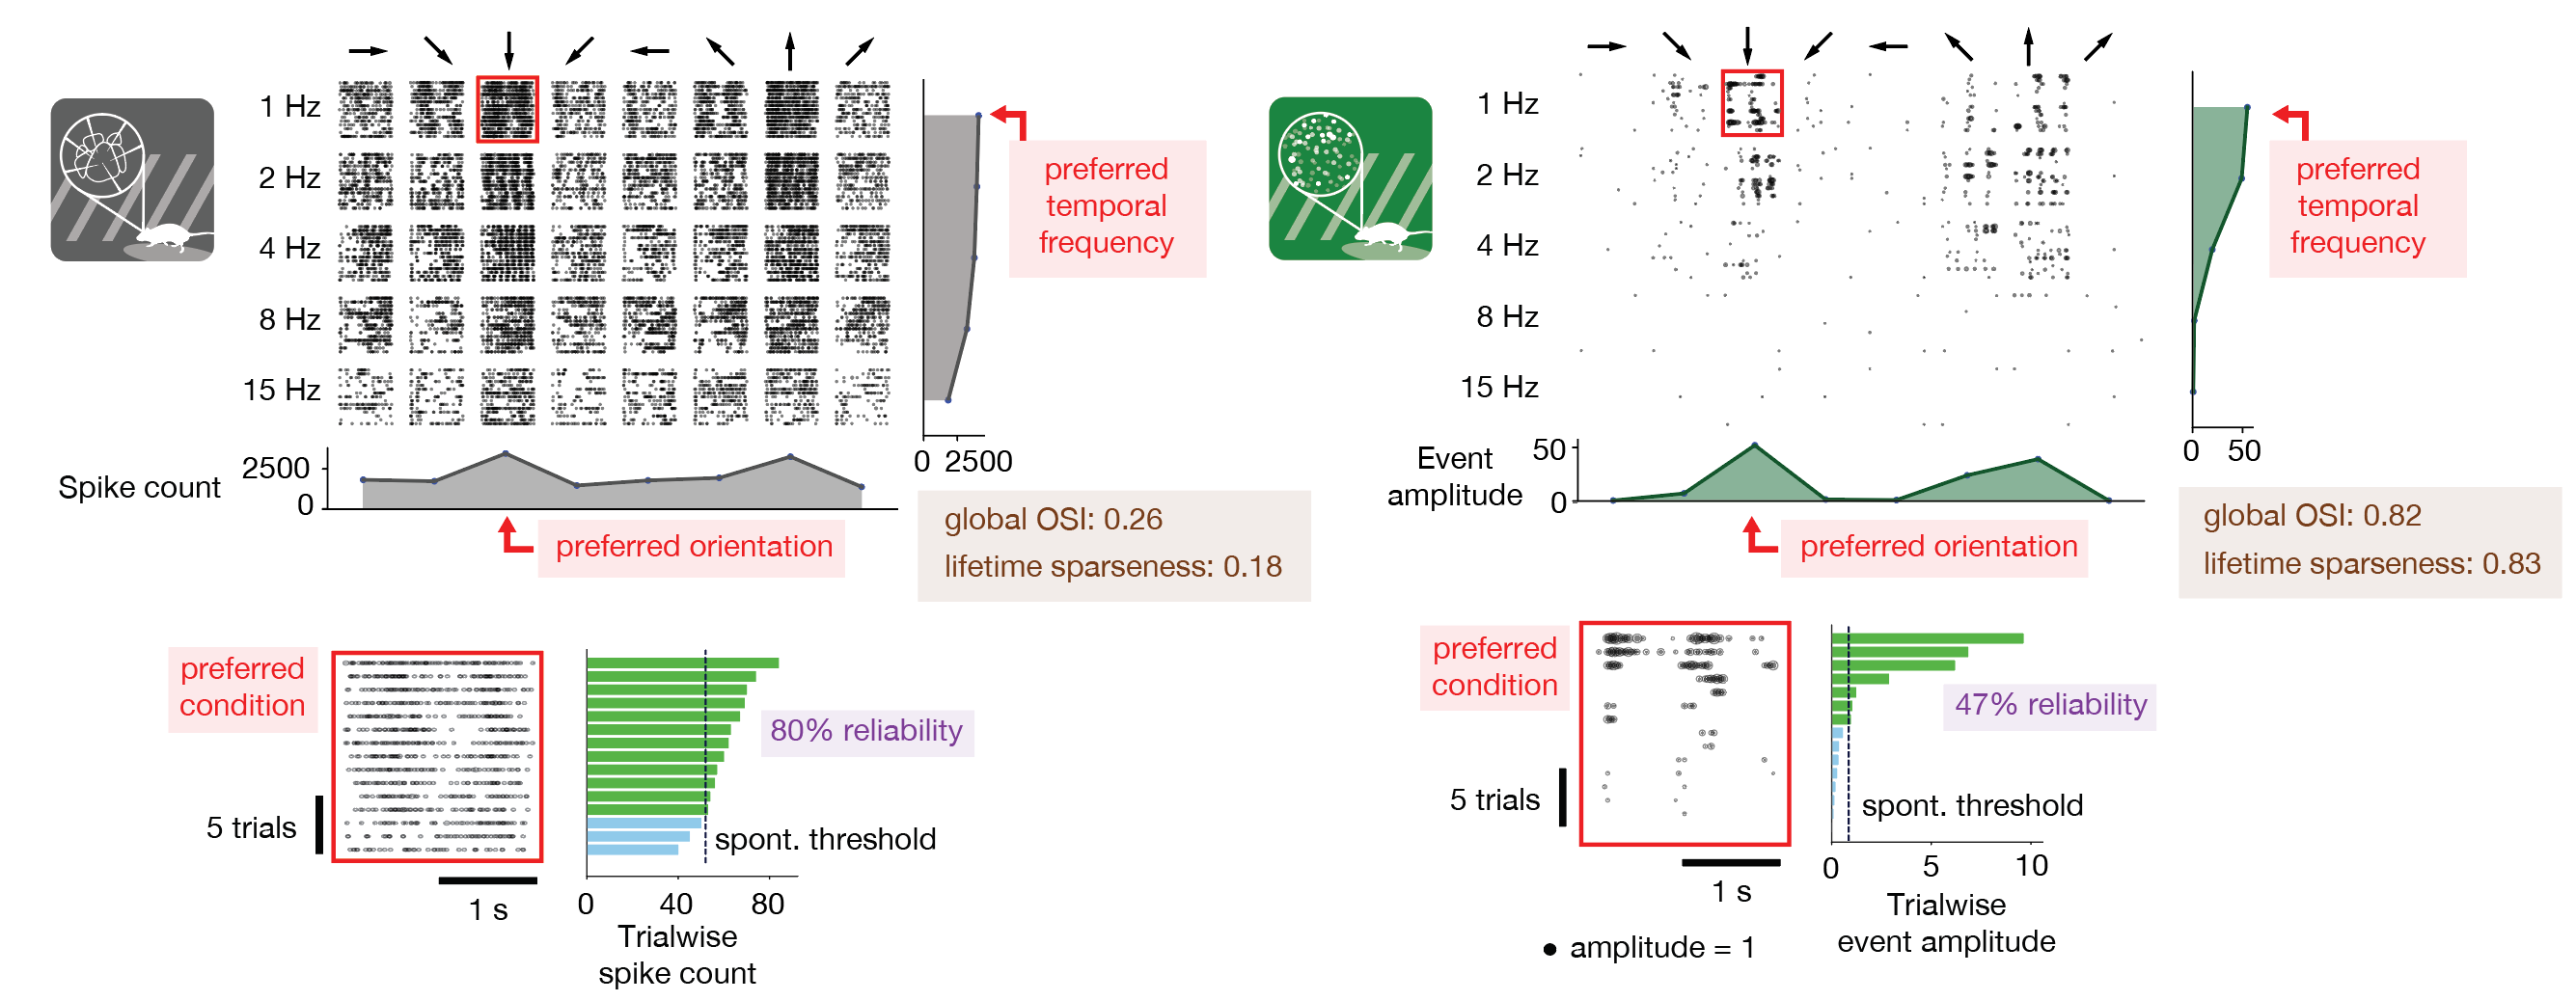 1 Hz
2 Hz
4 Hz
8 Hz
15 Hz
preferred
temporal
frequency
0 2500
Spike count
2500
0
preferred orientation
global OSI: 0.26
lifetime sparseness: 0.18
preferred
condition
5 trials
1 s
80% reliability
spont. threshold
0 40 80
Trialwise
spike count
1 Hz
2 Hz
4 Hz
8 Hz
15 Hz
preferred
temporal
frequency
0 50
Event
amplitude
50
0
preferred orientation
global OSI: 0.82
lifetime sparseness: 0.83
preferred
condition
5 trials
1 s
amplitude = 1
47% reliability
spont. threshold
0 5 10
Trialwise
event amplitude